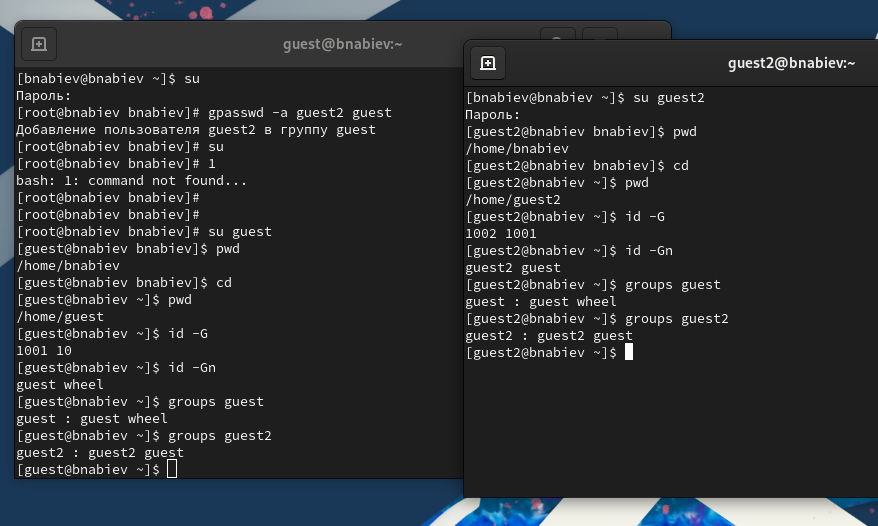 guest@bnabiev:~
[bnabiev@bnabiev ~]$ su
Пароль:
[root@bnabiev bnabiev]# gpasswd -a guest2 guest
Добавление пользователя guest2 в группу guest
[root@bnabiev bnabiev]# su
[root@bnabiev bnabiev]# 1
bash: 1: command not found...
[root@bnabiev bnabiev]#
[root@bnabiev bnabiev]#
[root@bnabiev bnabiev]# su guest
[guest@bnabiev bnabiev]$ pwd
/home/bnabiev
[guest@bnabiev bnabiev]$ cd
[guest@bnabiev ~]$ pwd
/home/guest
[guest@bnabiev ~]$ id -G
1001 10
[guest@bnabiev ~]$ id -Gn
guest wheel
[guest@bnabiev ~]$ groups guest
guest : guest wheel
[guest@bnabiev ~]$ groups guest2
guest2 : guest2 guest
[guest@bnabiev ~]$
guest2@bnabiev:~
[bnabiev@bnabiev ~]$ su guest2
Пароль:
[guest2@bnabiev bnabiev]$ pwd
/home/bnabiev
[guest2@bnabiev bnabiev]$ cd
[guest2@bnabiev ~]$ pwd
/home/guest2
[guest2@bnabiev ~]$ id -G
1002 1001
[guest2@bnabiev ~]$ id -Gn
guest2 guest
[guest2@bnabiev ~]$ groups guest
guest : guest wheel
[guest2@bnabiev ~]$ groups guest2
guest2 : guest2 guest
[guest2@bnabiev ~]$